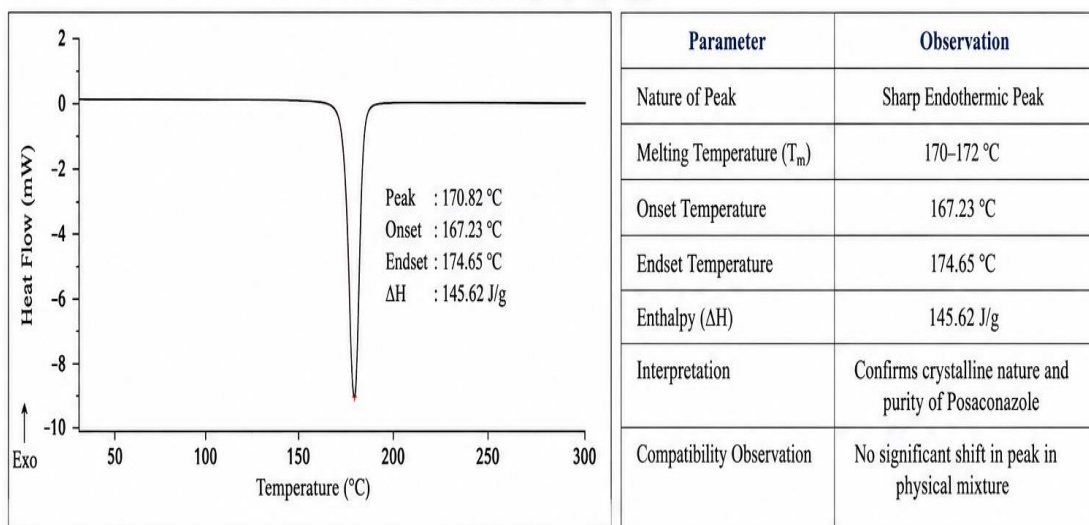 2
0
-2
-4
-6
-8
-10
Heat Flow (mW)
Exo
50 100 150 200 250 300
Temperature (°C)
Peak : 170.82 °C
Onset : 167.23 °C
Endset : 174.65 °C
ΔH : 145.62 J/g
Parameter Observation
Nature of Peak Sharp Endothermic Peak
Melting Temperature (Tₘ) 170–172 °C
Onset Temperature 167.23 °C
Endset Temperature 174.65 °C
Enthalpy (ΔH) 145.62 J/g
Interpretation Confirms crystalline nature and
purity of Posaconazole
Compatibility Observation No significant shift in peak in
physical mixture